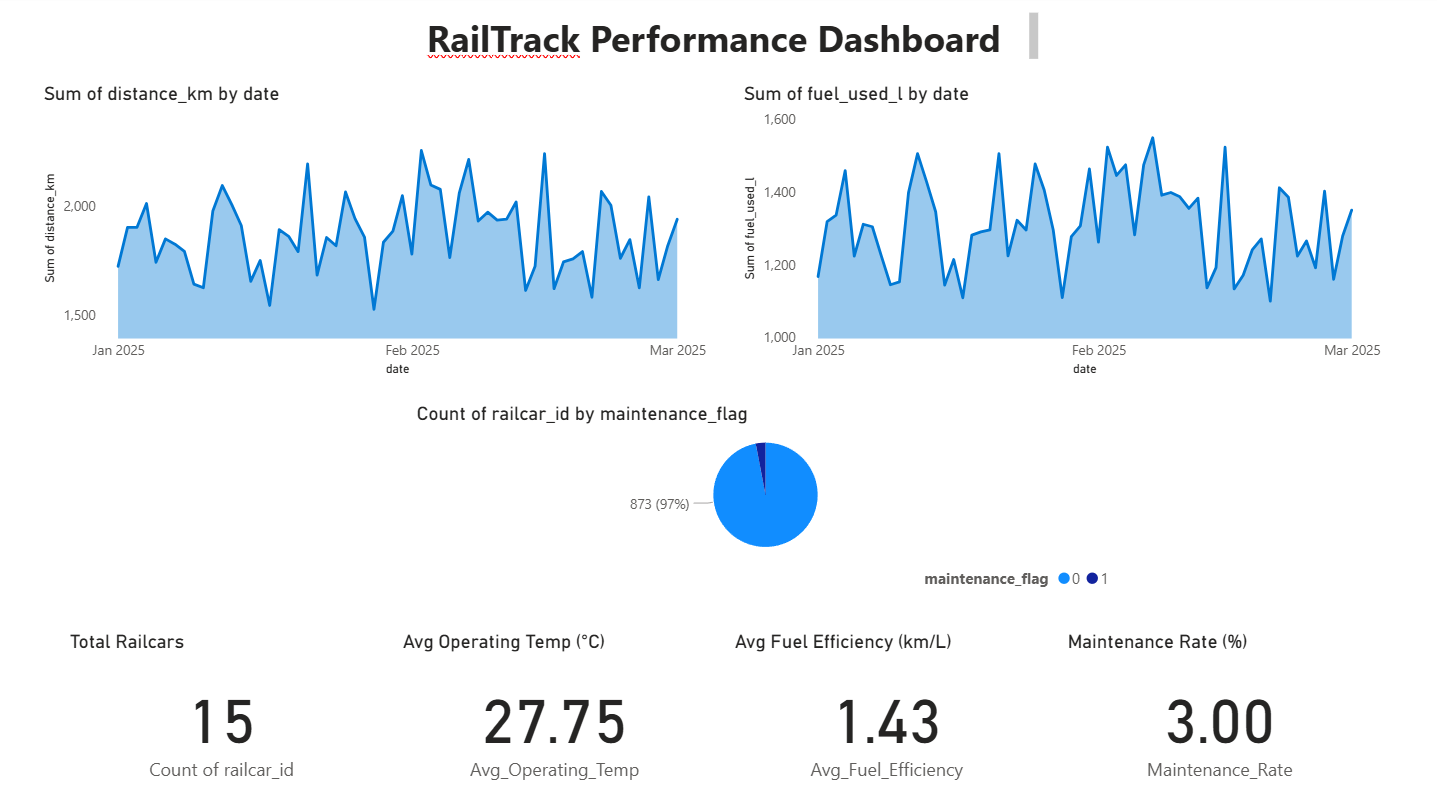 RailTrack Performance Dashboard
Sum of distance_km by date
Sum of distance_km
2,000
1,500
Jan 2025
Feb 2025
Mar 2025
date
Sum of fuel_used_l by date
Sum of fuel_used_l
1,600
1,400
1,200
1,000
Jan 2025
Feb 2025
Mar 2025
date
Count of railcar_id by maintenance_flag
873 (97%)
maintenance_flag 0 1
Total Railcars
15
Count of railcar_id
Avg Operating Temp (°C)
27.75
Avg_Operating_Temp
Avg Fuel Efficiency (km/L)
1.43
Avg_Fuel_Efficiency
Maintenance Rate (%)
3.00
Maintenance_Rate